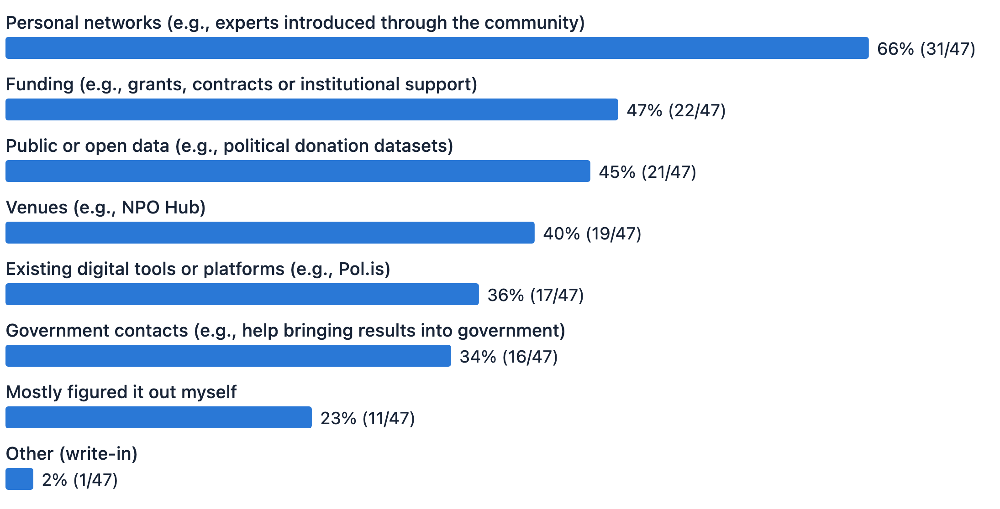 Personal networks (e.g., experts introduced through the community)
66% (31/47)
Funding (e.g., grants, contracts or institutional support)
47% (22/47)
Public or open data (e.g., political donation datasets)
45% (21/47)
Venues (e.g., NPO Hub)
40% (19/47)
Existing digital tools or platforms (e.g., Pol.is)
36% (17/47)
Government contacts (e.g., help bringing results into government)
34% (16/47)
Mostly figured it out myself
23% (11/47)
Other (write-in)
2% (1/47)